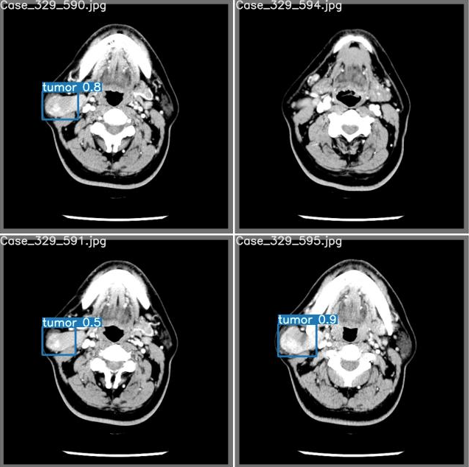 Case_329_590.jpg
tumor 0.8
Case_329_594.jpg
Case_329_591.jpg
tumor 0.5
Case_329_595.jpg
tumor 0.9